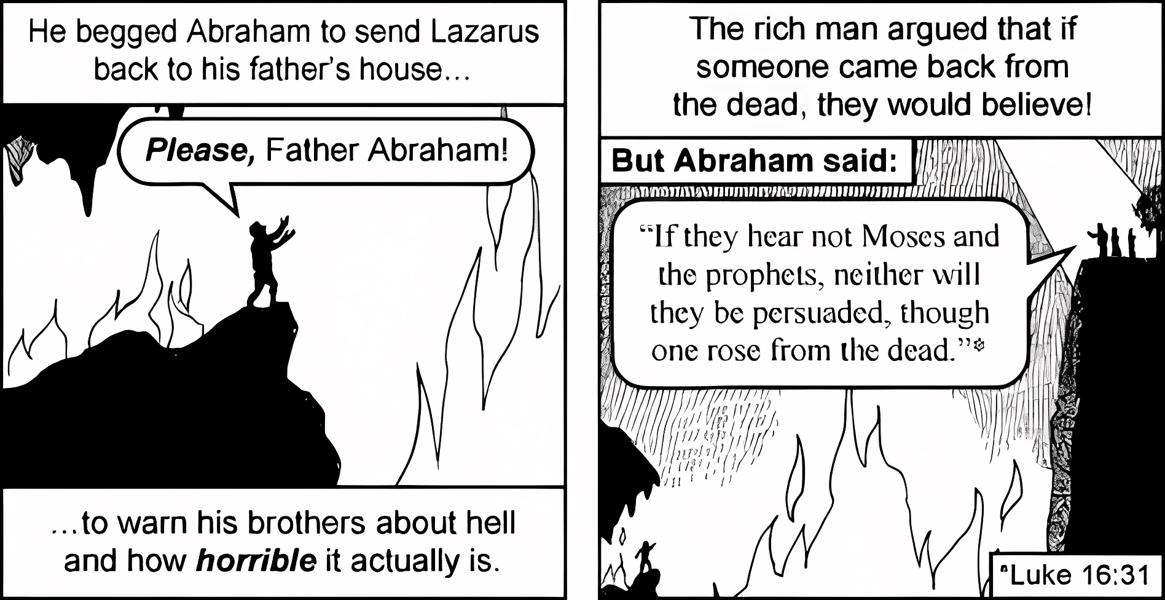 He begged Abraham to send Lazarus
back to his father's house...
Please, Father Abraham!
...to warn his brothers about hell
and how horrible it actually is.
The rich man argued that if
someone came back from
the dead, they would believe!
But Abraham said:
“If they hear not Moses and
the prophets, neither will
they be persuaded, though
one rose from the dead.”*
*Luke 16:31